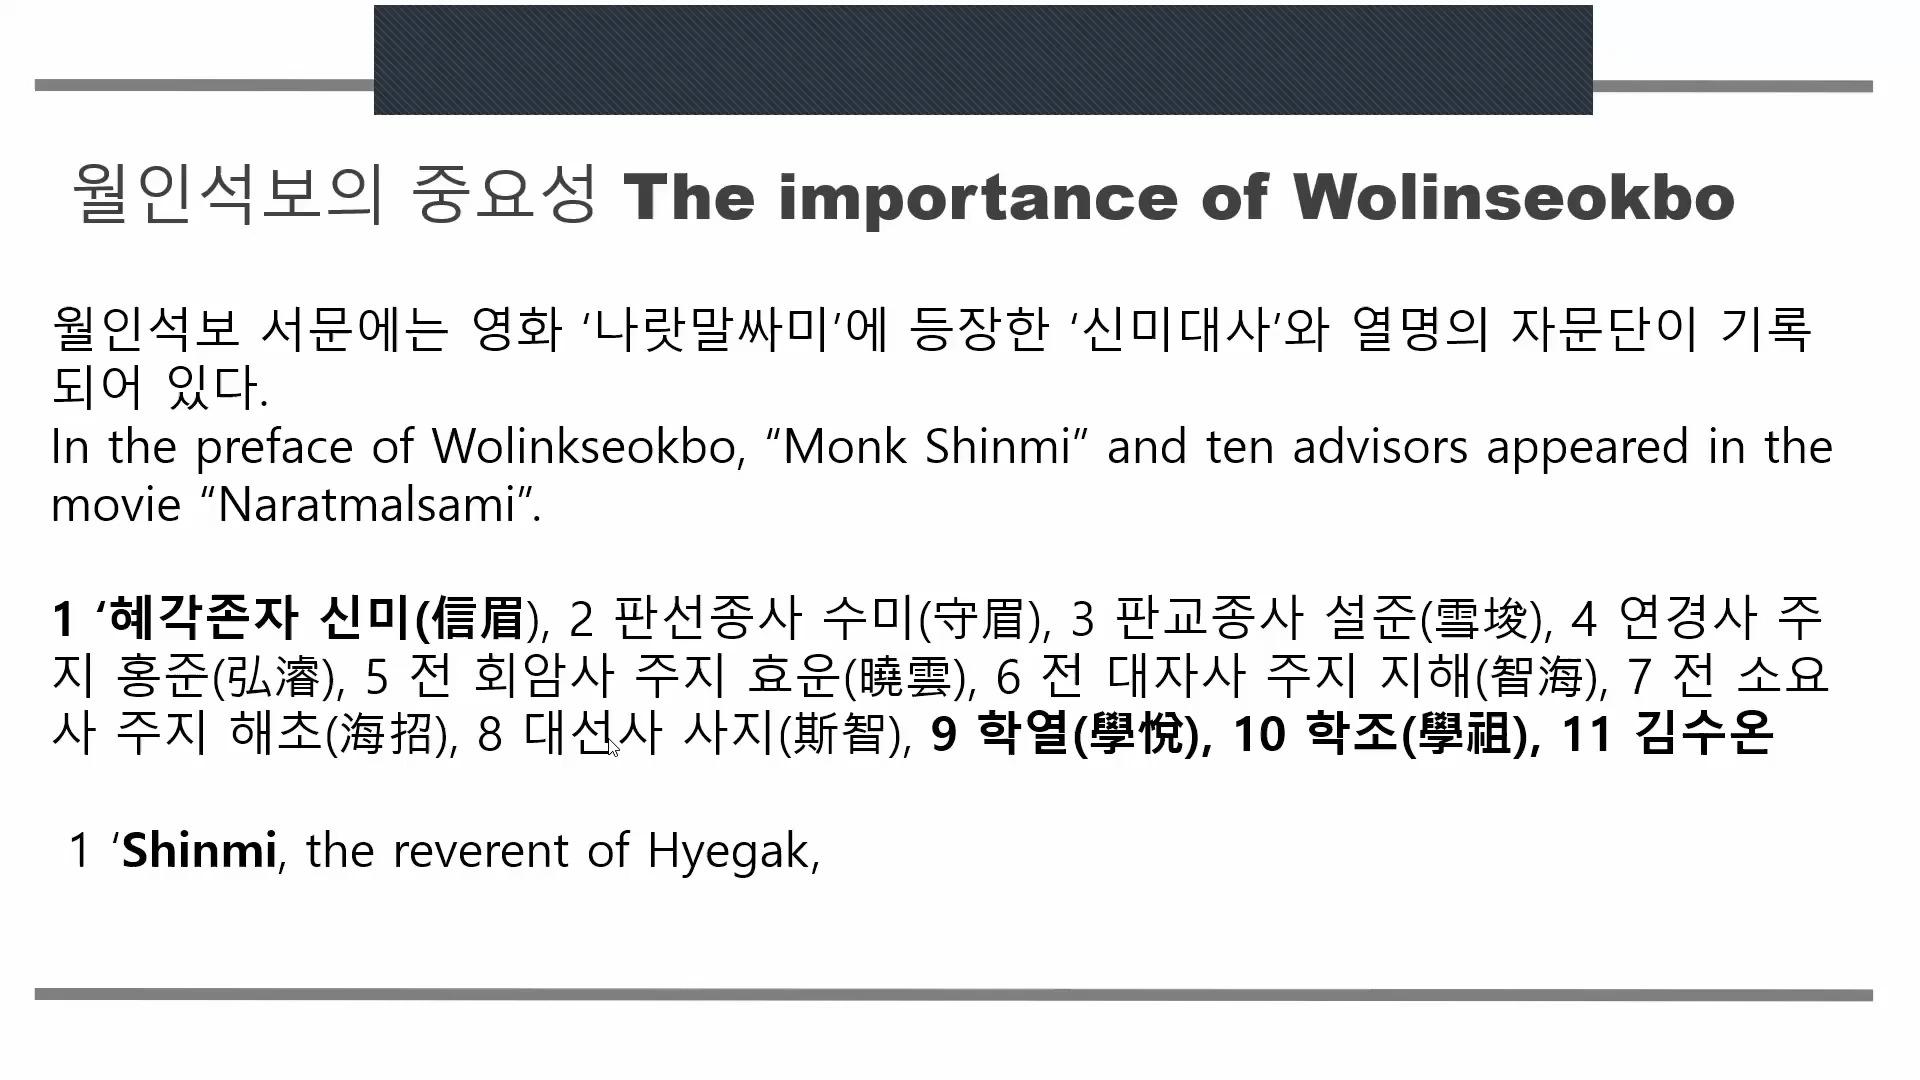 월인석보의 중요성 The importance of Wolinseokbo
월인석보 서문에는 영화 ‘나랏말싸미’에 등장한 ‘신미대사’와 열명의 자문단이 기록
되어 있다.
In the preface of Wolinkseokbo, “Monk Shinmi” and ten advisors appeared in the
movie “Naratmalsami”.
1 ‘혜각존자 신미(信眉), 2 판선종사 수미(守眉), 3 판교종사 설준(雪埈), 4 연경사 주
지 홍준(弘濬), 5 전 회암사 주지 효운(曉雲), 6 전 대자사 주지 지해(智海), 7 전 소요
사 주지 해초(海招), 8 대선사 사지(斯智), 9 학열(學悅), 10 학조(學祖), 11 김수온
1 ‘Shinmi, the reverent of Hyegak,